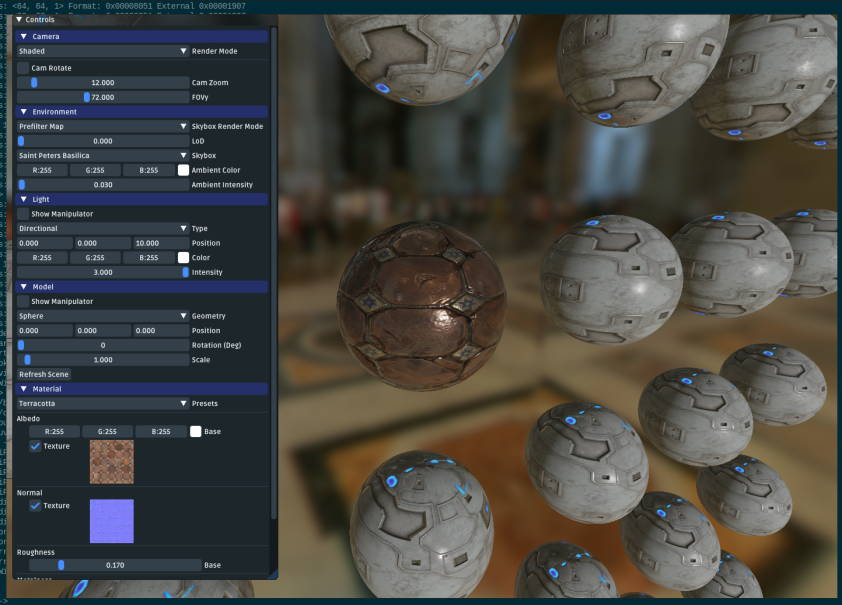 s: <64, 64, 1> Format: 0x00008051 External 0x00001907
Controls
Camera
Shaded Render Mode
Cam Rotate
12.000 Cam Zoom
72.000 FOVy
Environment
Prefilter Map Skybox Render Mode
0.000 LoD
Saint Peters Basilica Skybox
R:255 G:255 B:255 Ambient Color
0.030 Ambient Intensity
Light
Show Manipulator
Directional Type
0.000 0.000 10.000 Position
R:255 G:255 B:255 Color
3.000 Intensity
Model
Show Manipulator
Sphere Geometry
0.000 0.000 0.000 Position
0 Rotation (Deg)
1.000 Scale
Refresh Scene
Material
Terracotta Presets
Albedo
R:255 G:255 B:255 Base
Texture
Normal
Texture
Roughness
0.170 Base